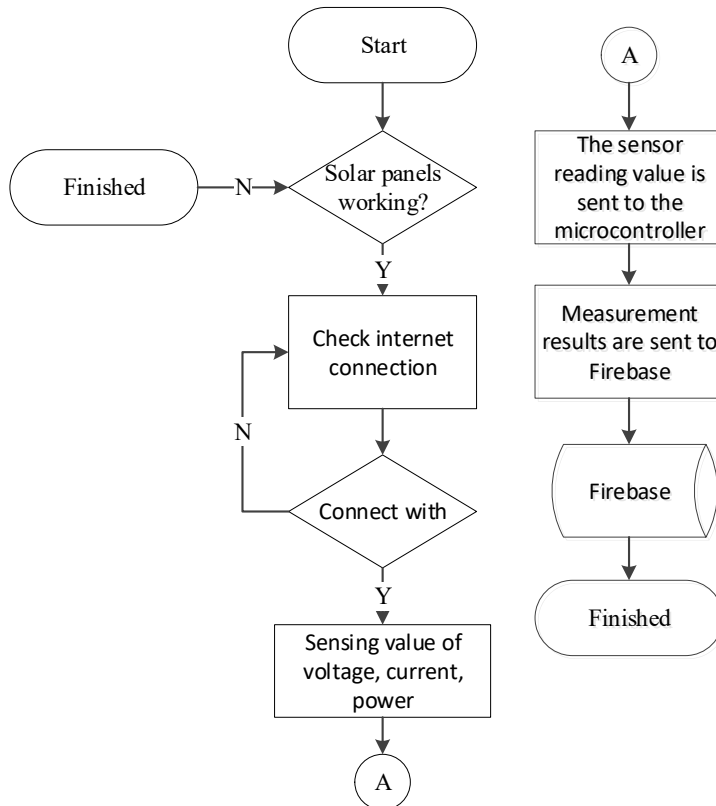 Start
Finished
N
Solar panels
working?
Y
Check internet
connection
N
Connect with
Y
Sensing value of
voltage, current,
power
A
A
The sensor
reading value is
sent to the
microcontroller
Measurement
results are sent to
Firebase
Firebase
Finished